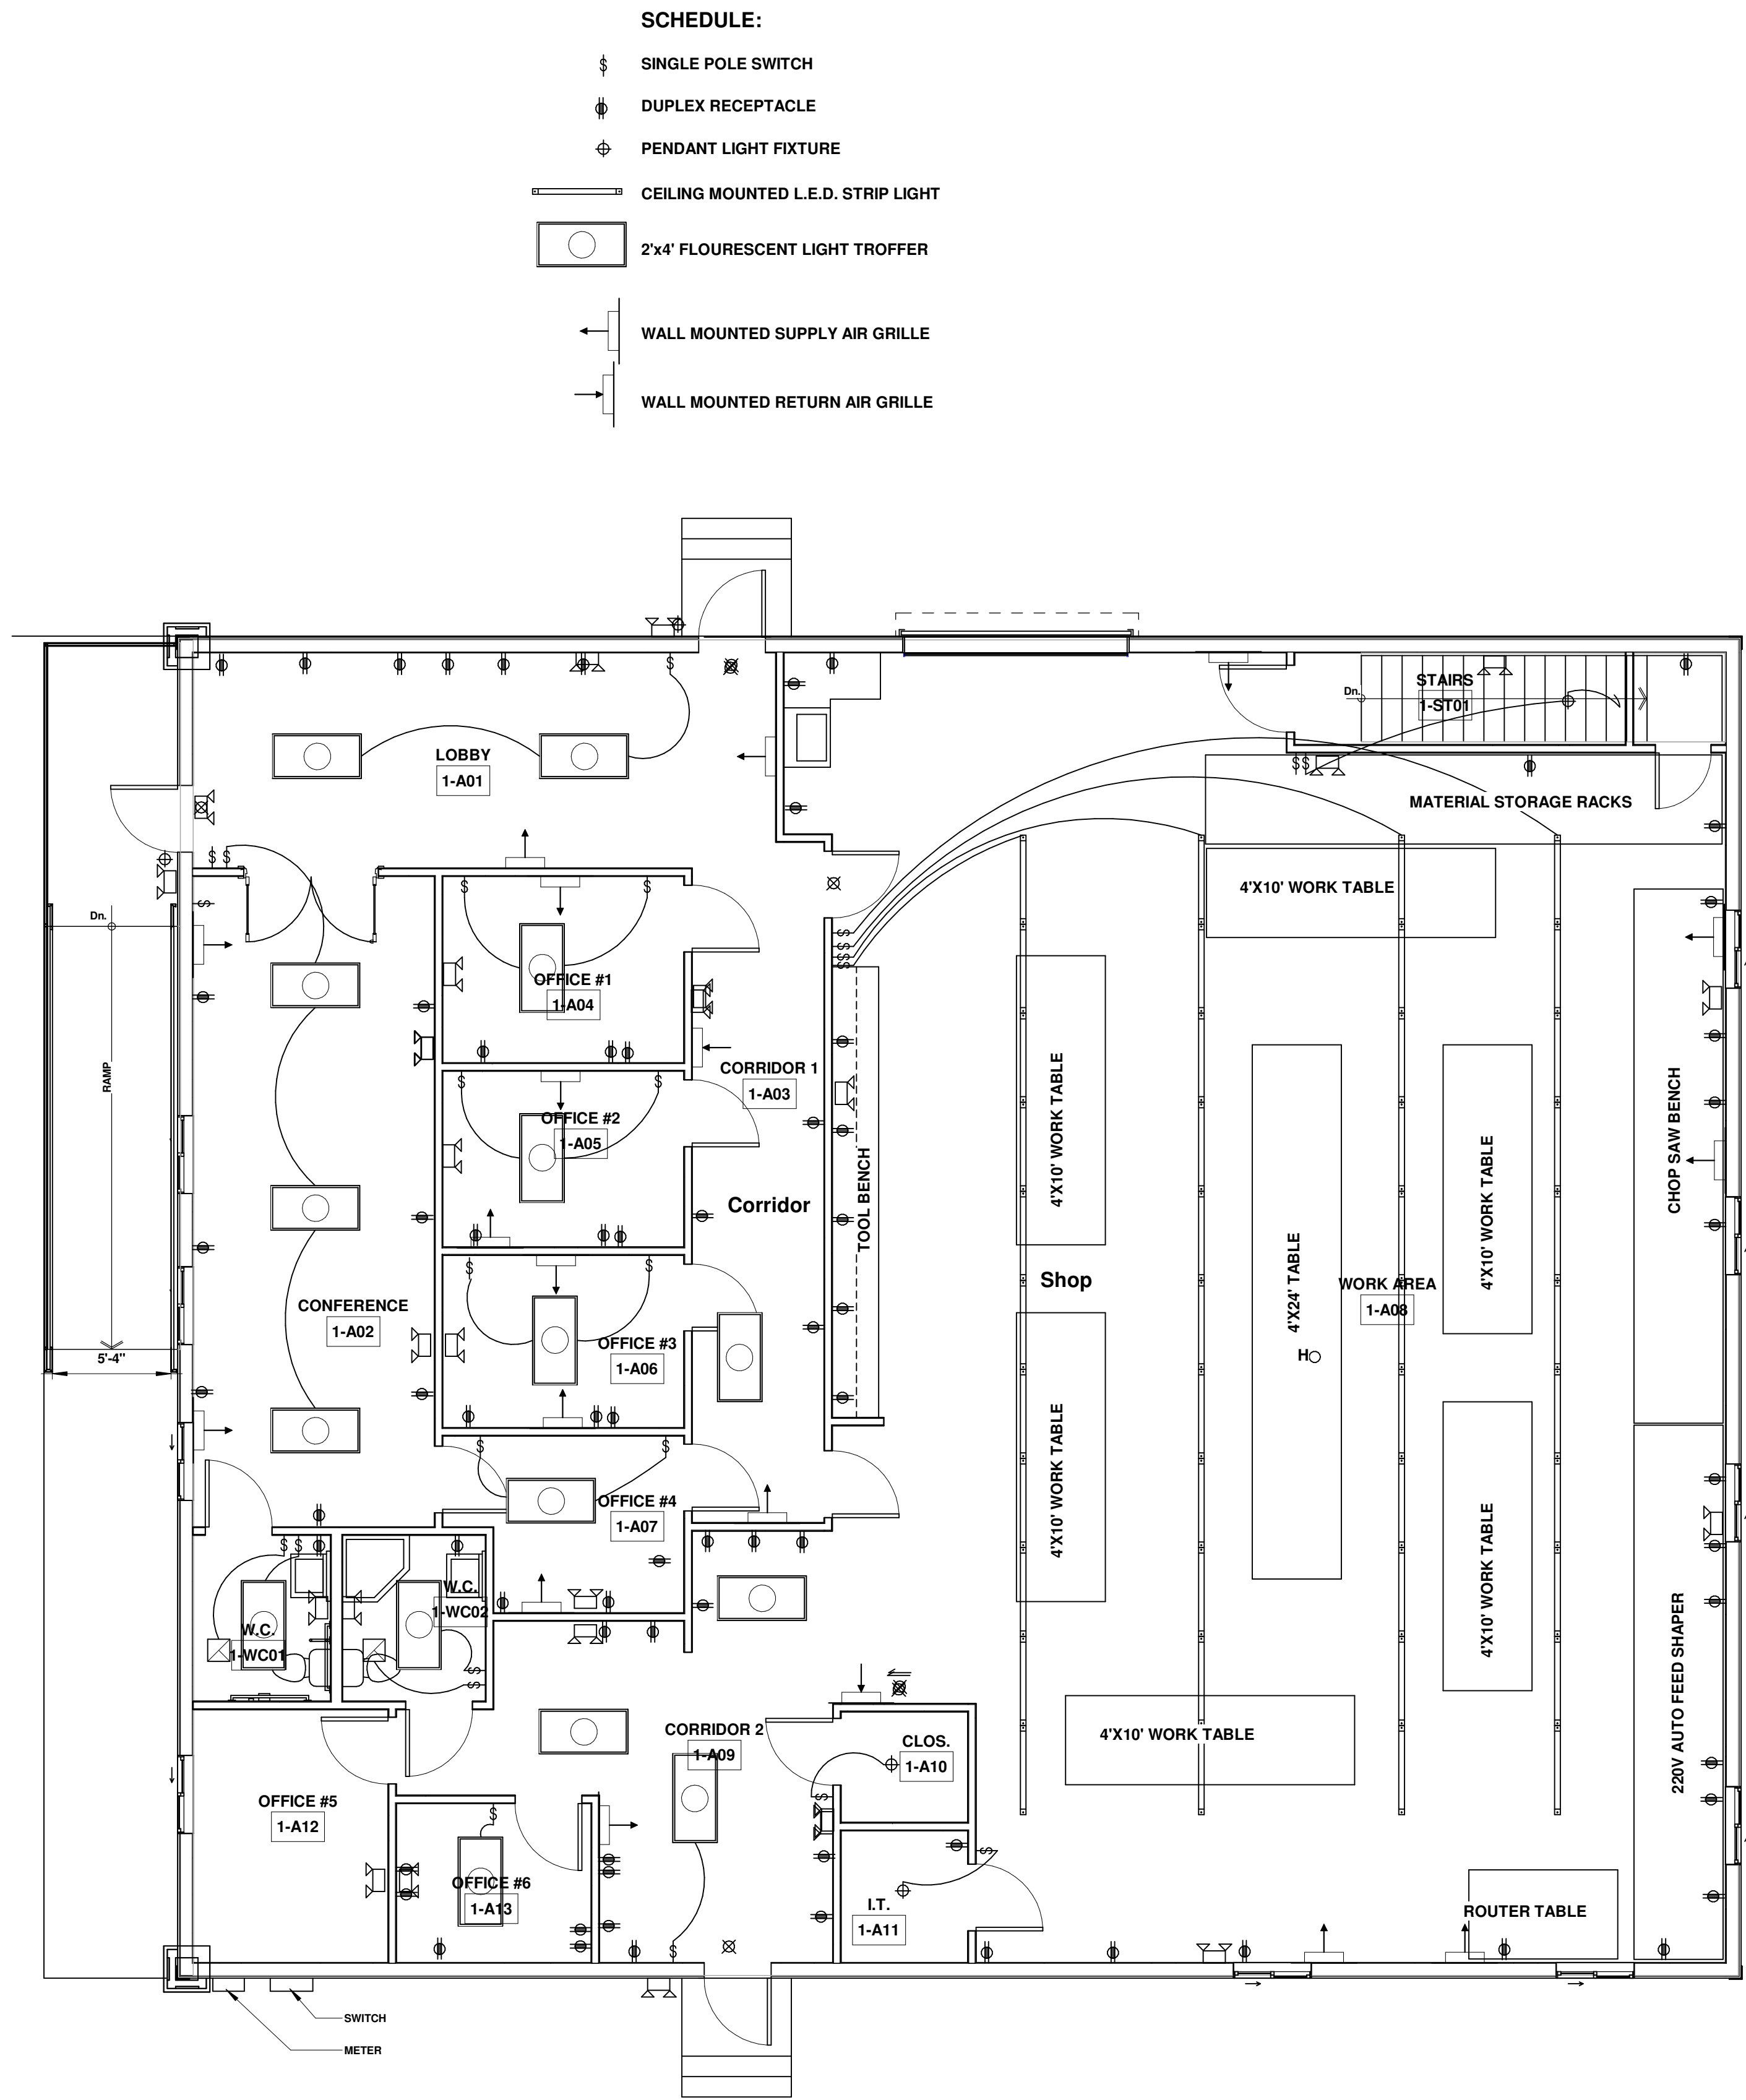 SCHEDULE:
SINGLE POLE SWITCH
DUPLEX RECEPTACLE
PENDANT LIGHT FIXTURE
CEILING MOUNTED L.E.D. STRIP LIGHT
2'x4' FLOURESCENT LIGHT TROFFER
WALL MOUNTED SUPPLY AIR GRILLE
WALL MOUNTED RETURN AIR GRILLE
STAIRS
1-ST01
Dn.
LOBBY
1-A01
MATERIAL STORAGE RACKS
4'X10' WORK TABLE
Dn.
RAMP
5'-4"
OFFICE #1
1-A04
CORRIDOR 1
1-A03
OFFICE #2
1-A05
Corridor
TOOL BENCH
4'X10' WORK TABLE
Shop
4'X24' TABLE
WORK AREA
1-A08
4'X10' WORK TABLE
CHOP SAW BENCH
CONFERENCE
1-A02
OFFICE #3
1-A06
H
4'X10' WORK TABLE
4'X10' WORK TABLE
OFFICE #4
1-A07
W.C.
1-WC01
W.C.
1-WC02
220V AUTO FEED SHAPER
CORRIDOR 2
1-A09
CLOS.
1-A10
4'X10' WORK TABLE
OFFICE #5
1-A12
OFFICE #6
1-A13
I.T.
1-A11
ROUTER TABLE
SWITCH
METER